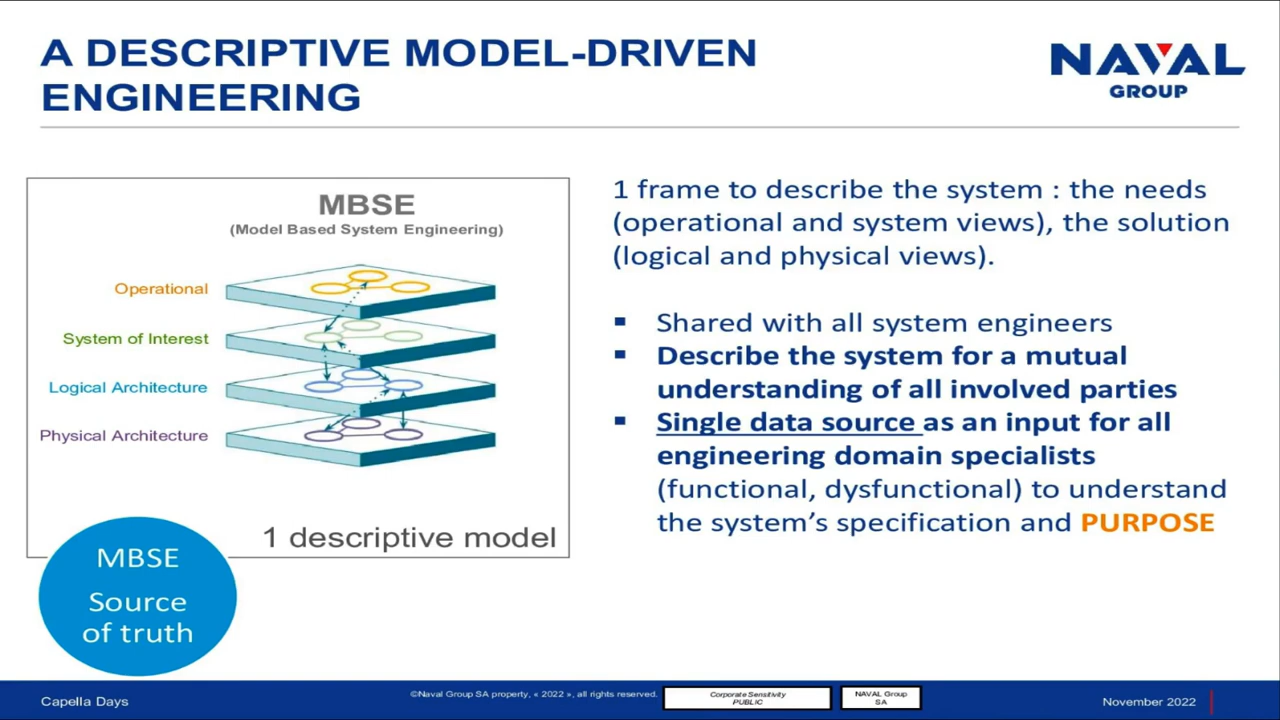 A DESCRIPTIVE MODEL-DRIVEN
ENGINEERING
NAVAL
GROUP
MBSE
(Model Based System Engineering)
Operational
System of Interest
Logical Architecture
Physical Architecture
1 descriptive model
MBSE
Source
of truth
1 frame to describe the system : the needs
(operational and system views), the solution
(logical and physical views).
▪ Shared with all system engineers
▪ Describe the system for a mutual
understanding of all involved parties
▪ Single data source as an input for all
engineering domain specialists
(functional, dysfunctional) to understand
the system’s specification and PURPOSE
Capella Days
©Naval Group SA property, « 2022 », all rights reserved.
Corporate Sensitivity
PUBLIC
NAVAL Group
SA
November 2022